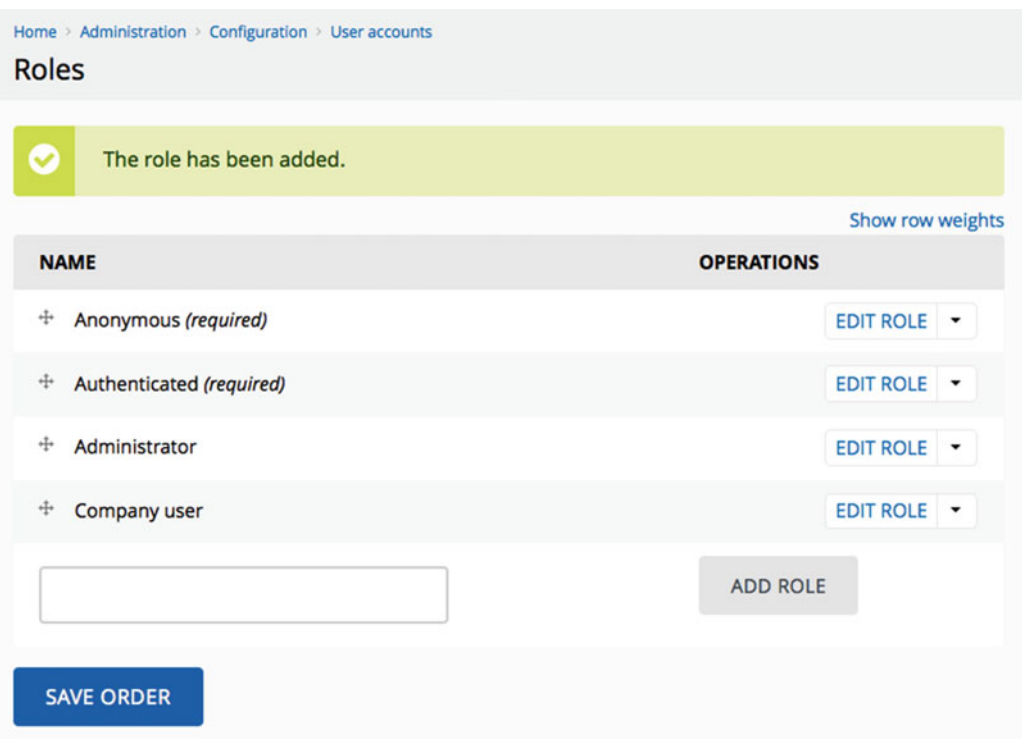 Home > Administration > Configuration > User accounts
Roles
The role has been added.
Show row weights
NAME OPERATIONS
Anonymous (required) EDIT ROLE
Authenticated (required) EDIT ROLE
Administrator EDIT ROLE
Company user EDIT ROLE
ADD ROLE
SAVE ORDER